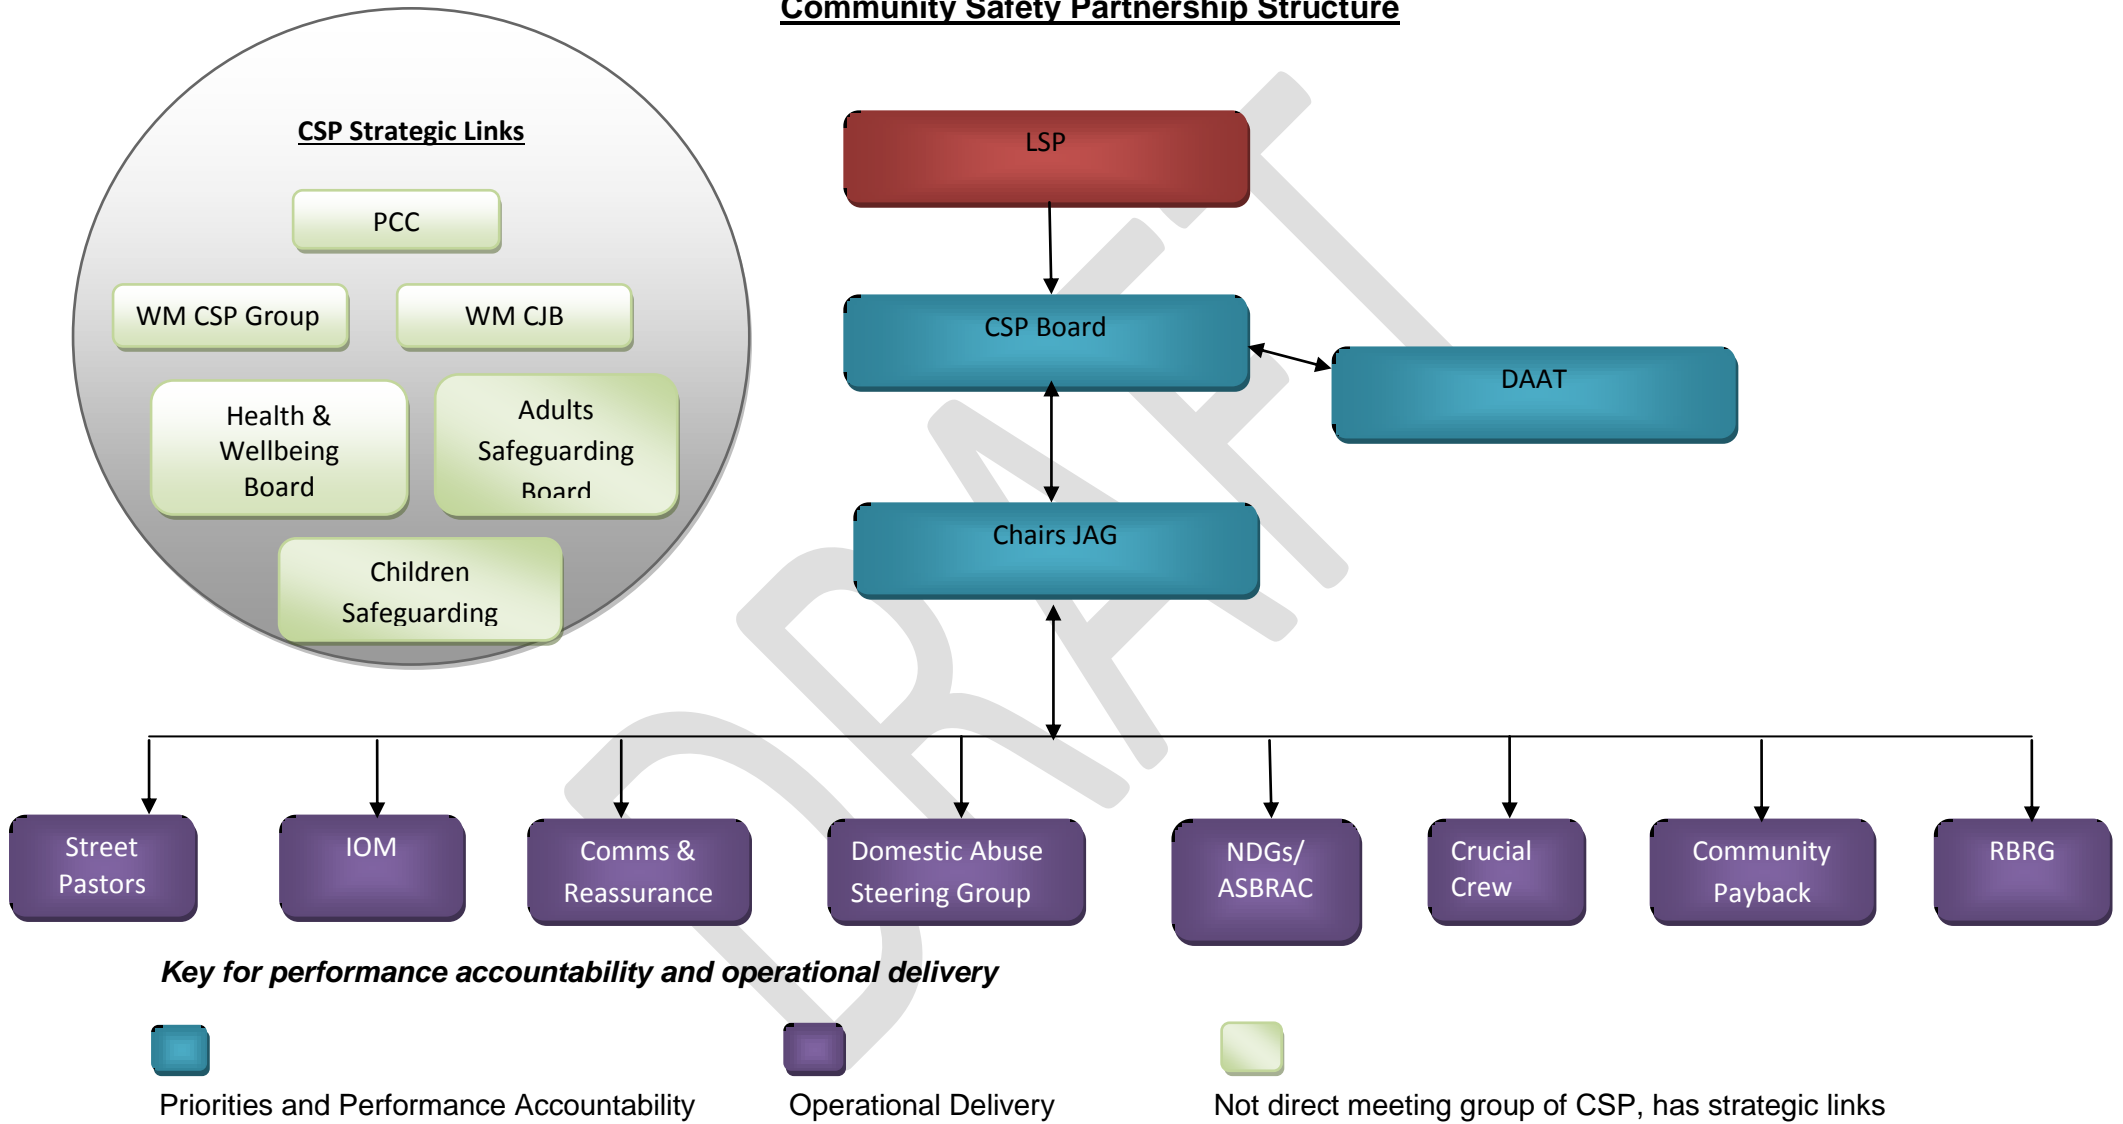 Community Safety Partnership Structure
CSP Strategic Links
PCC
WM CSP Group
WM CJB
Health &
Wellbeing
Board
Adults
Safeguarding
Board
Children
Safeguarding
LSP
CSP Board
DAAT
Chairs JAG
DRAFT
Street
Pastors
IOM
Comms &
Reassurance
Domestic Abuse
Steering Group
NDGs/
ASBRAC
Crucial
Crew
Community
Payback
RBRG
Key for performance accountability and operational delivery
Priorities and Performance Accountability
Operational Delivery
Not direct meeting group of CSP, has strategic links